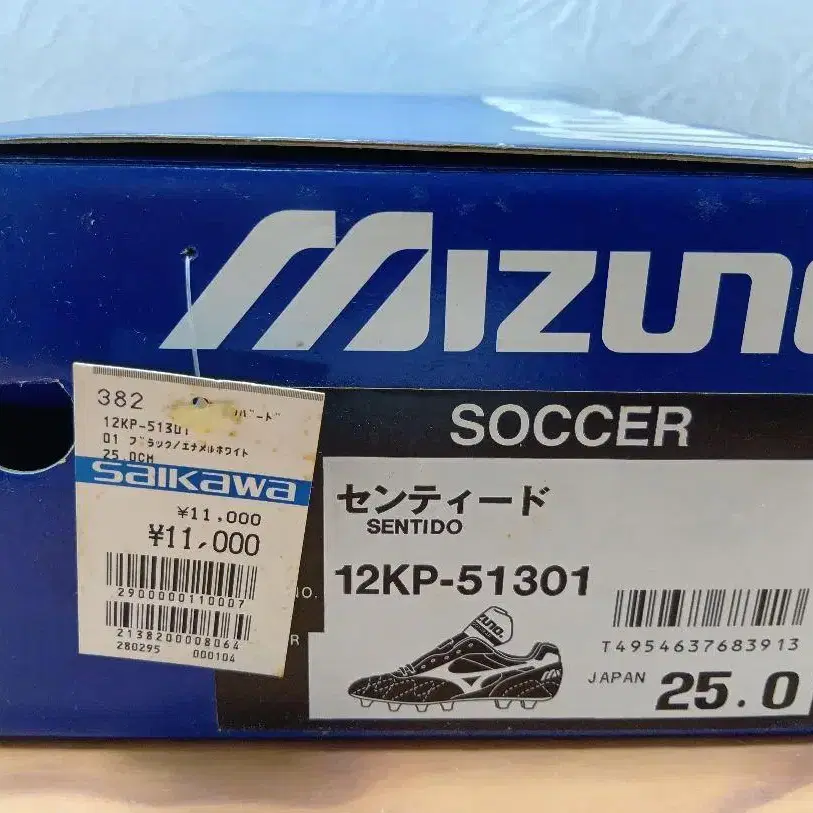 MIZUNO
SOCCER
センティード
SENTIDO
NO.
12KP-51301
T4954637683913
JAPAN 25.0
382
12KP-51301
01 ブラック/エナメルホワイト
25.0CM
saikawa
¥11,000
¥11,000
2900000110007
2138200008064
280295 000104
MIZUNO